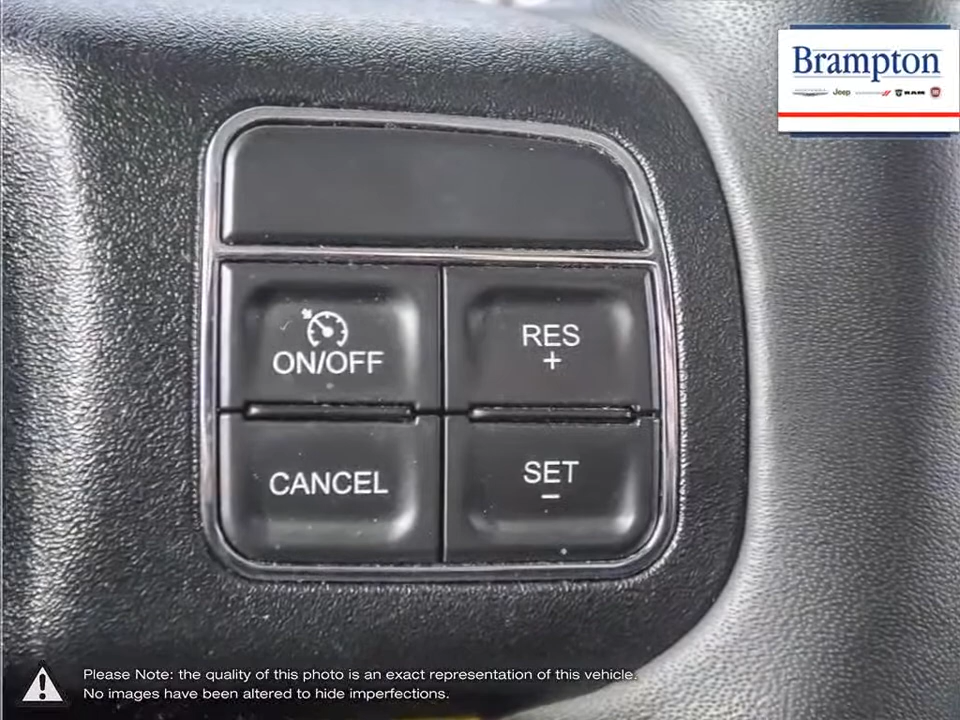 Brampton
Jeep
RAM
ON/OFF
RES
+
CANCEL
SET
-
Please Note: the quality of this photo is an exact representation of this vehicle.
No images have been altered to hide imperfections.